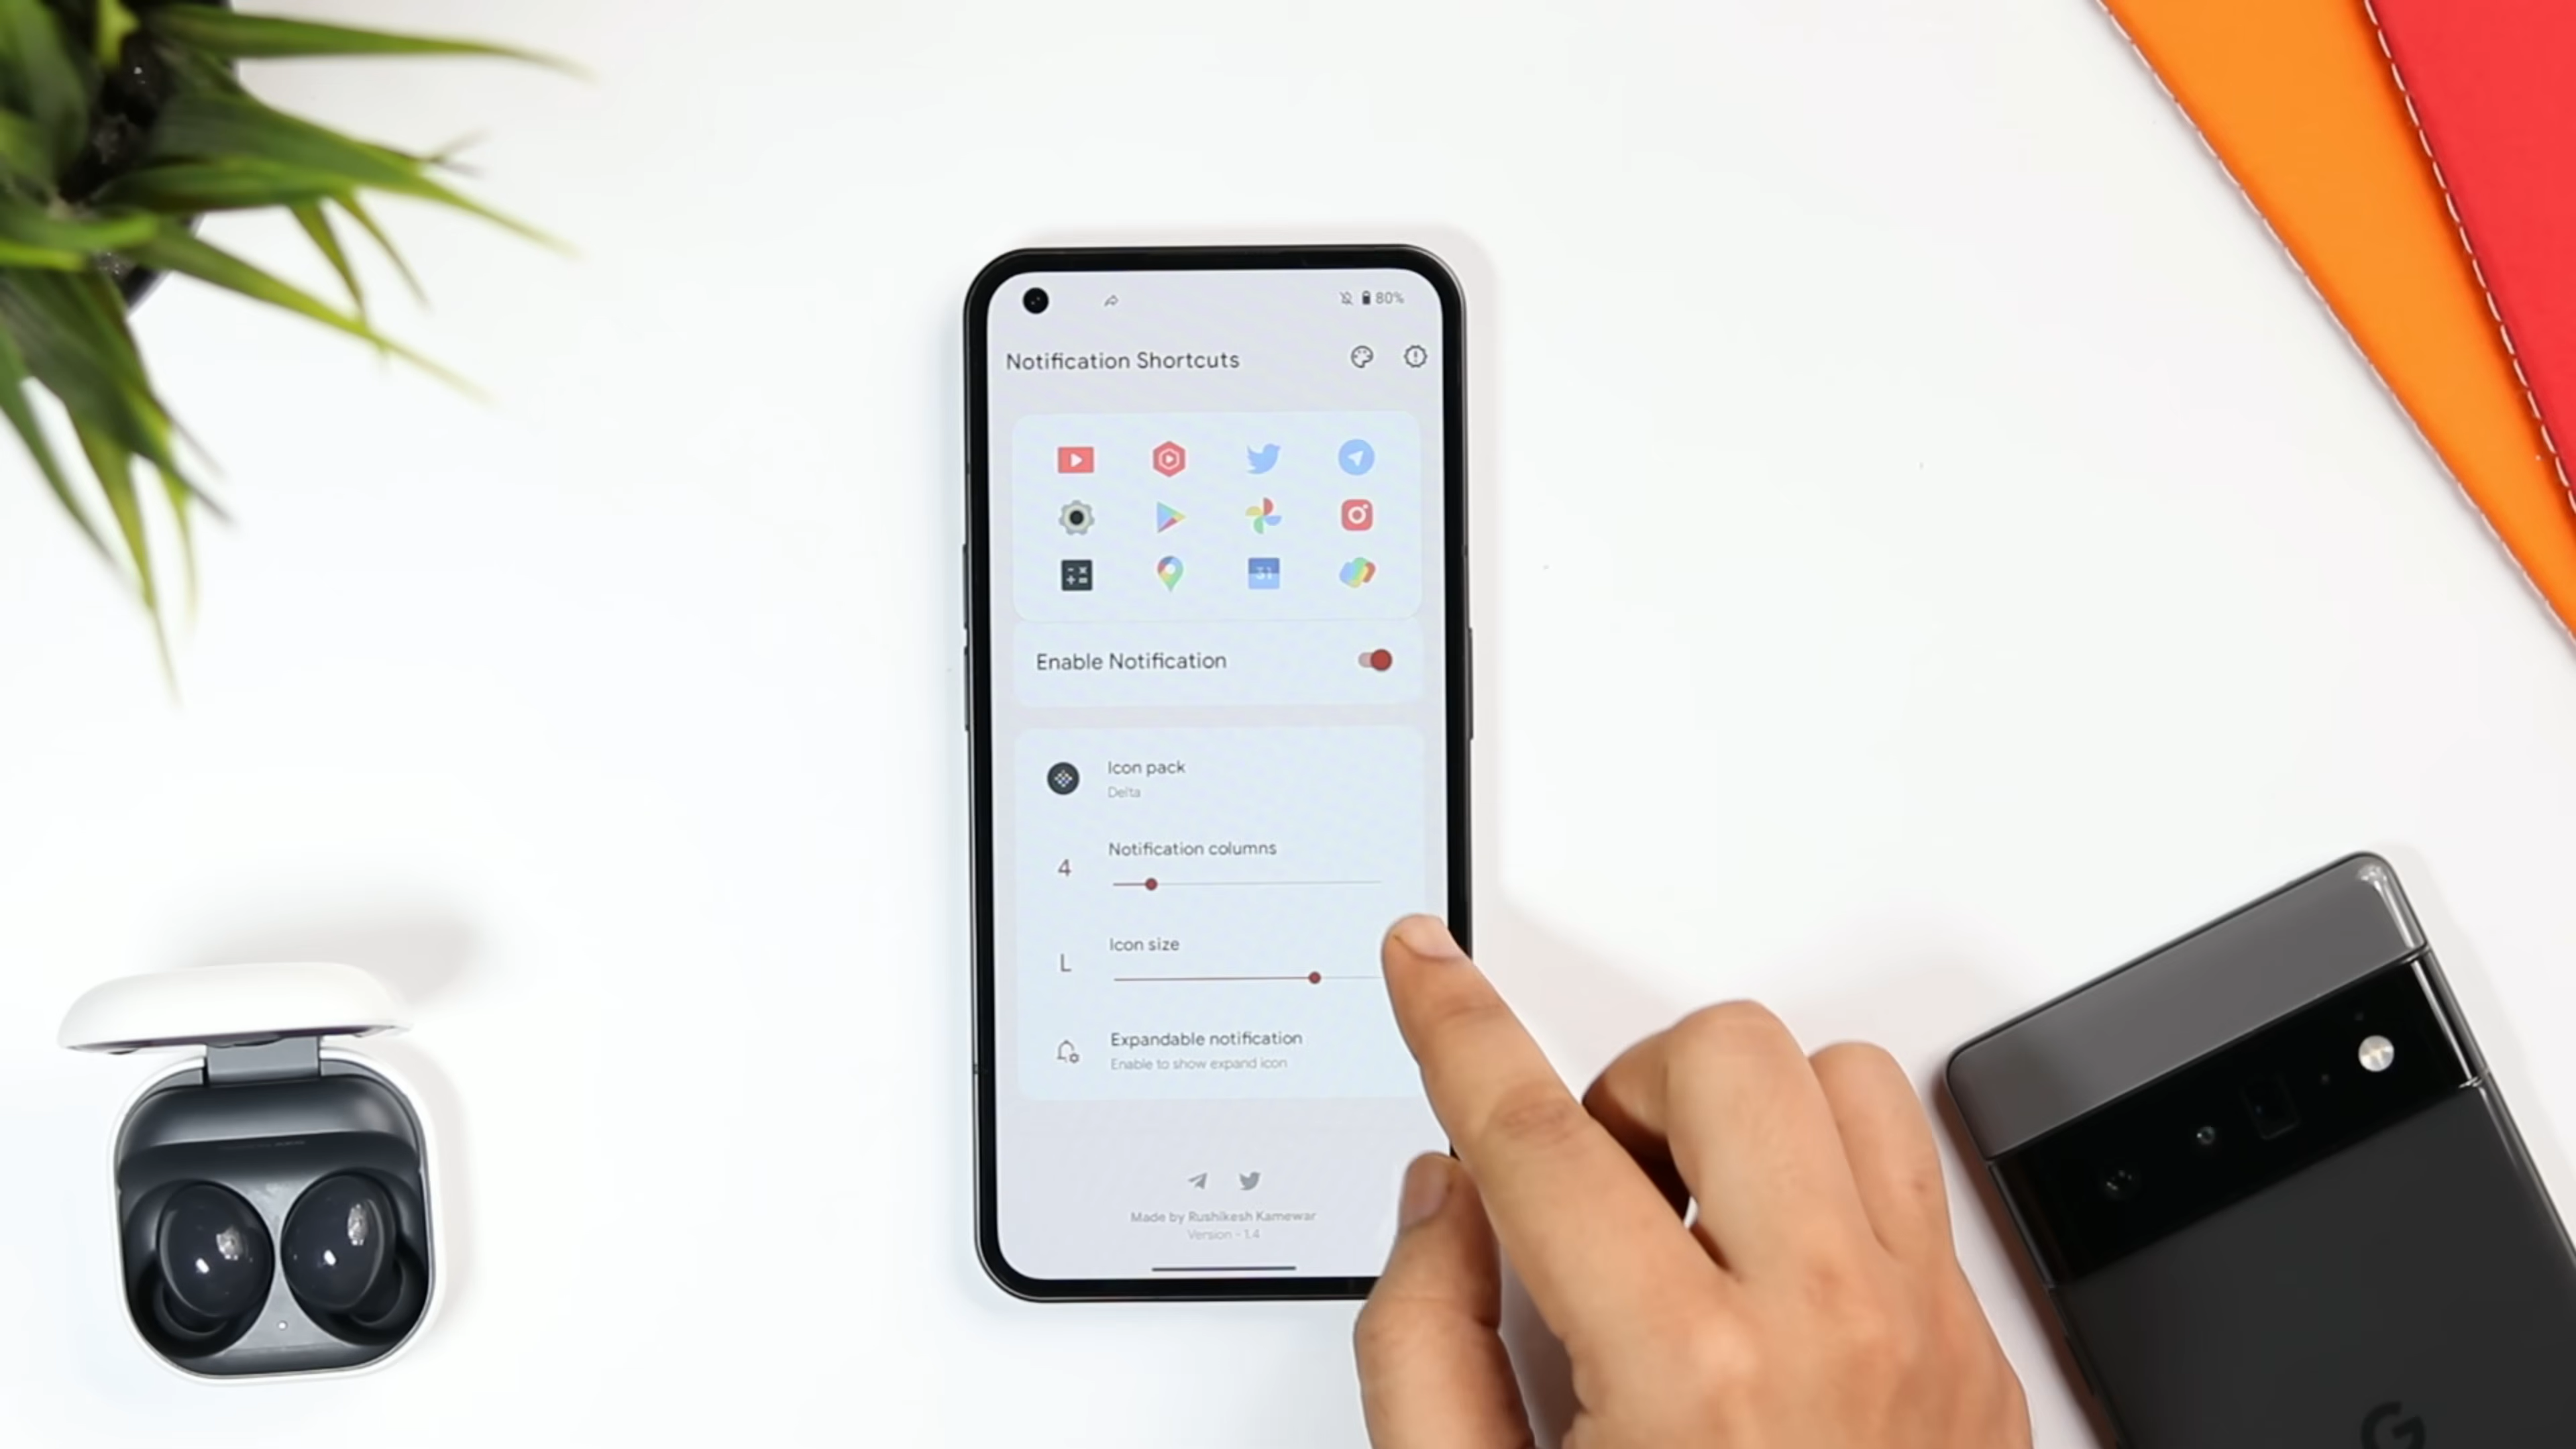 80%
Notification Shortcuts
31
Enable Notification
Icon pack
Delta
Notification columns
4
Icon size
L
Expandable notification
Enable to show expand icon
Made by Rushikesh Kamewar
Version - 1.4
G